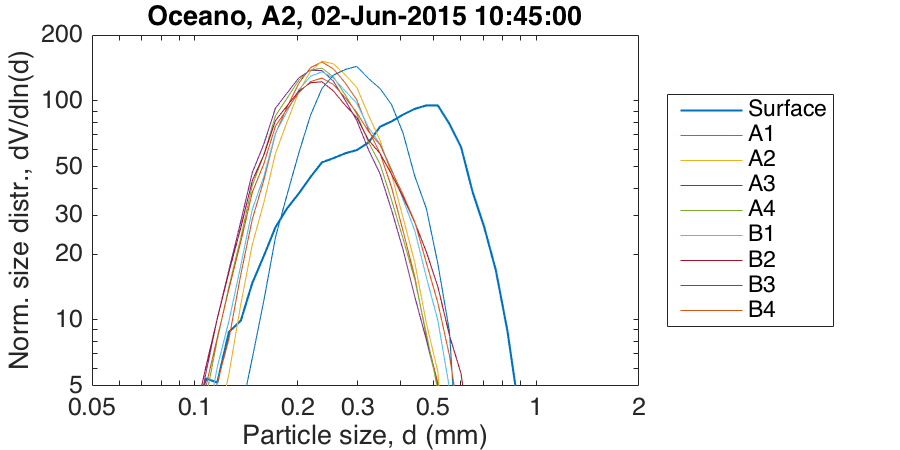 Oceano, A2, 02-Jun-2015 10:45:00
Norm. size distr., dV/dln(d)
200
100
50
30
20
10
5
0.05
0.1
0.2
0.3
0.5
1
2
Particle size, d (mm)
Surface
A1
A2
A3
A4
B1
B2
B3
B4